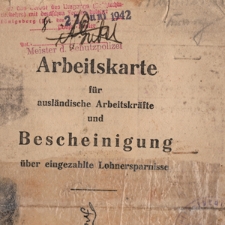 1942
Meister d. Schutzpolizei
Arbeitskarte
für
ausländische Arbeitskräfte
und
Bescheinigung
über eingezahlte Lohnersparnisse